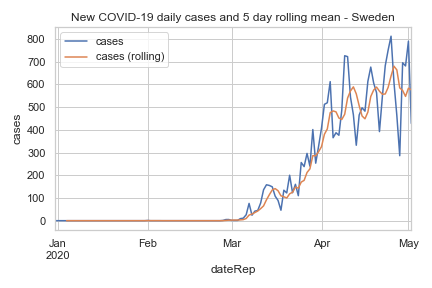 New COVID-19 daily cases and 5 day rolling mean - Sweden
cases
cases (rolling)
800
700
600
500
400
300
200
100
0
cases
Jan
2020
Feb
Mar
Apr
May
dateRep